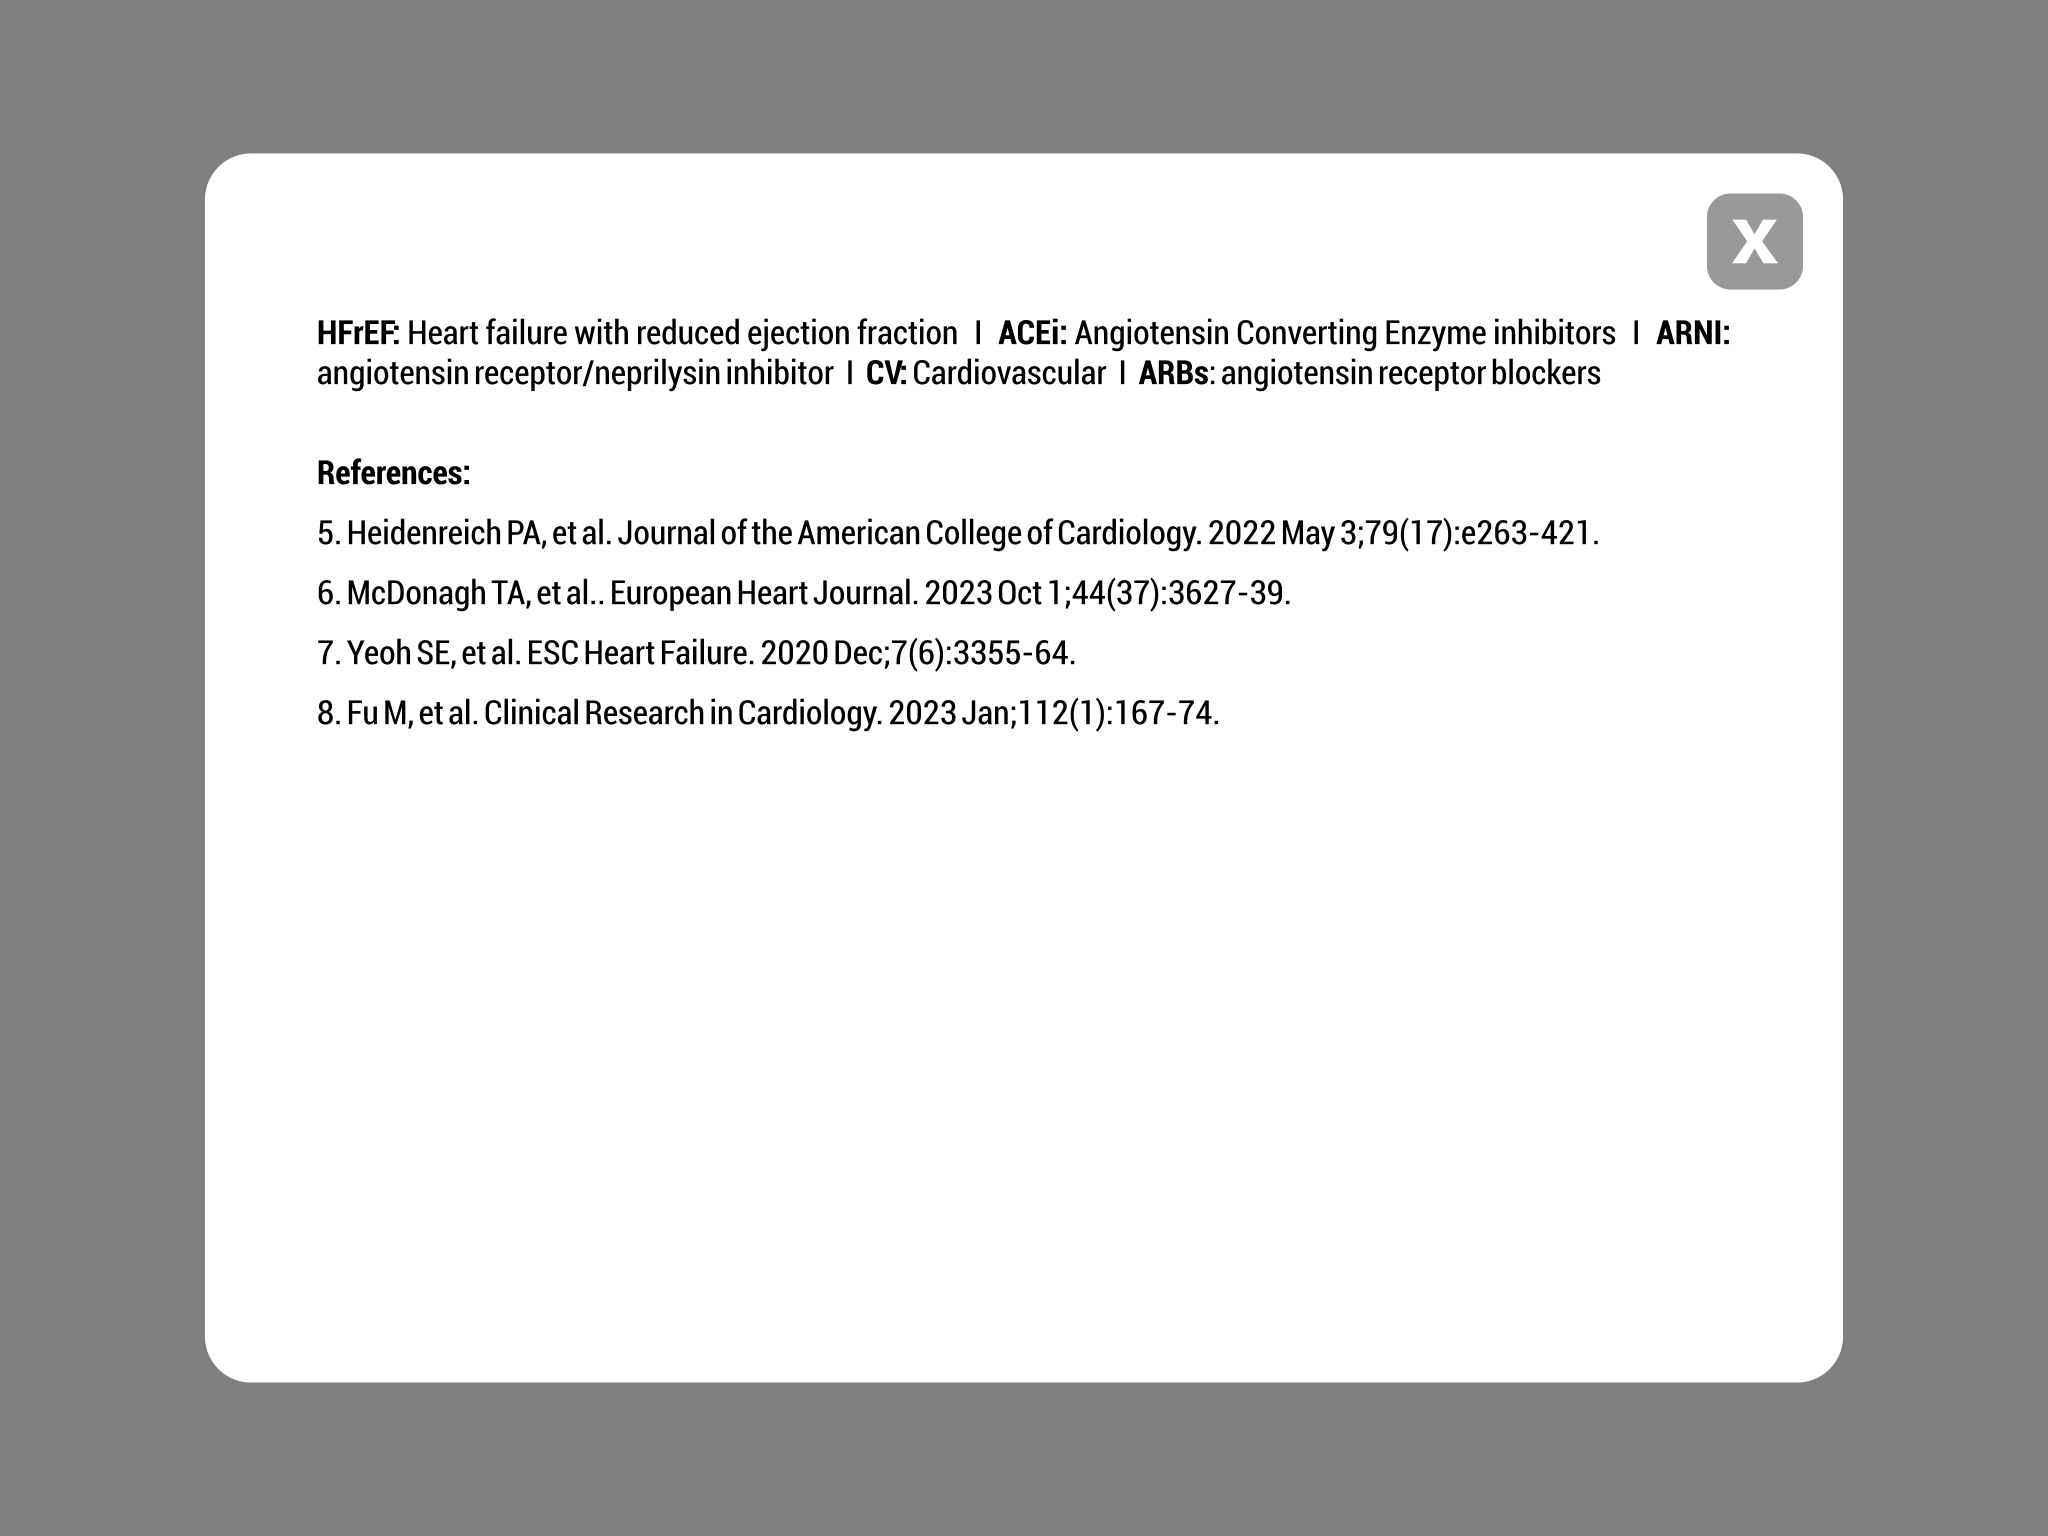 X
HFrEF: Heart failure with reduced ejection fraction | ACEi: Angiotensin Converting Enzyme inhibitors | ARNI:
angiotensin receptor/neprilysin inhibitor | CV: Cardiovascular | ARBs: angiotensin receptor blockers
References:
5. Heidenreich PA, et al. Journal of the American College of Cardiology. 2022 May 3;79(17):e263-421.
6. McDonagh TA, et al.. European Heart Journal. 2023 Oct 1;44(37):3627-39.
7. Yeoh SE, et al. ESC Heart Failure. 2020 Dec;7(6):3355-64.
8. Fu M, et al. Clinical Research in Cardiology. 2023 Jan;112(1):167-74.